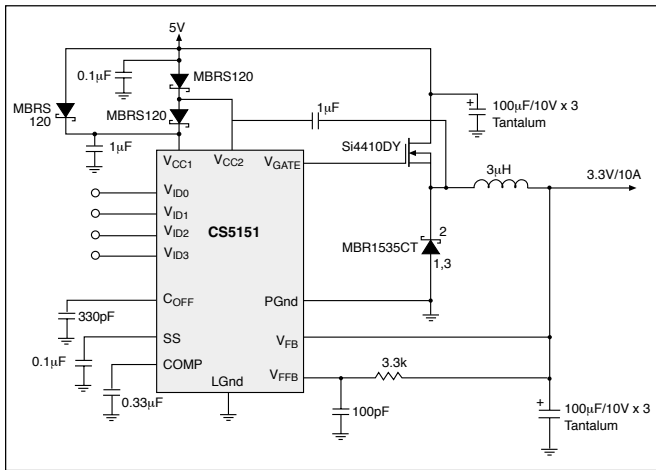 5V
0.1µF
MBRS120
MBRS
120
MBRS120
1µF
1µF
100µF/10V x 3
Tantalum
Si4410DY
VCC1
VCC2
VGATE
3µH
3.3V/10A
VID0
VID1
VID2
VID3
CS5151
2
MBR1535CT
1,3
COFF
330pF
PGnd
SS
VFB
0.1µF
COMP
3.3k
VFFB
LGnd
0.33µF
100pF
100µF/10V x 3
Tantalum
+
+